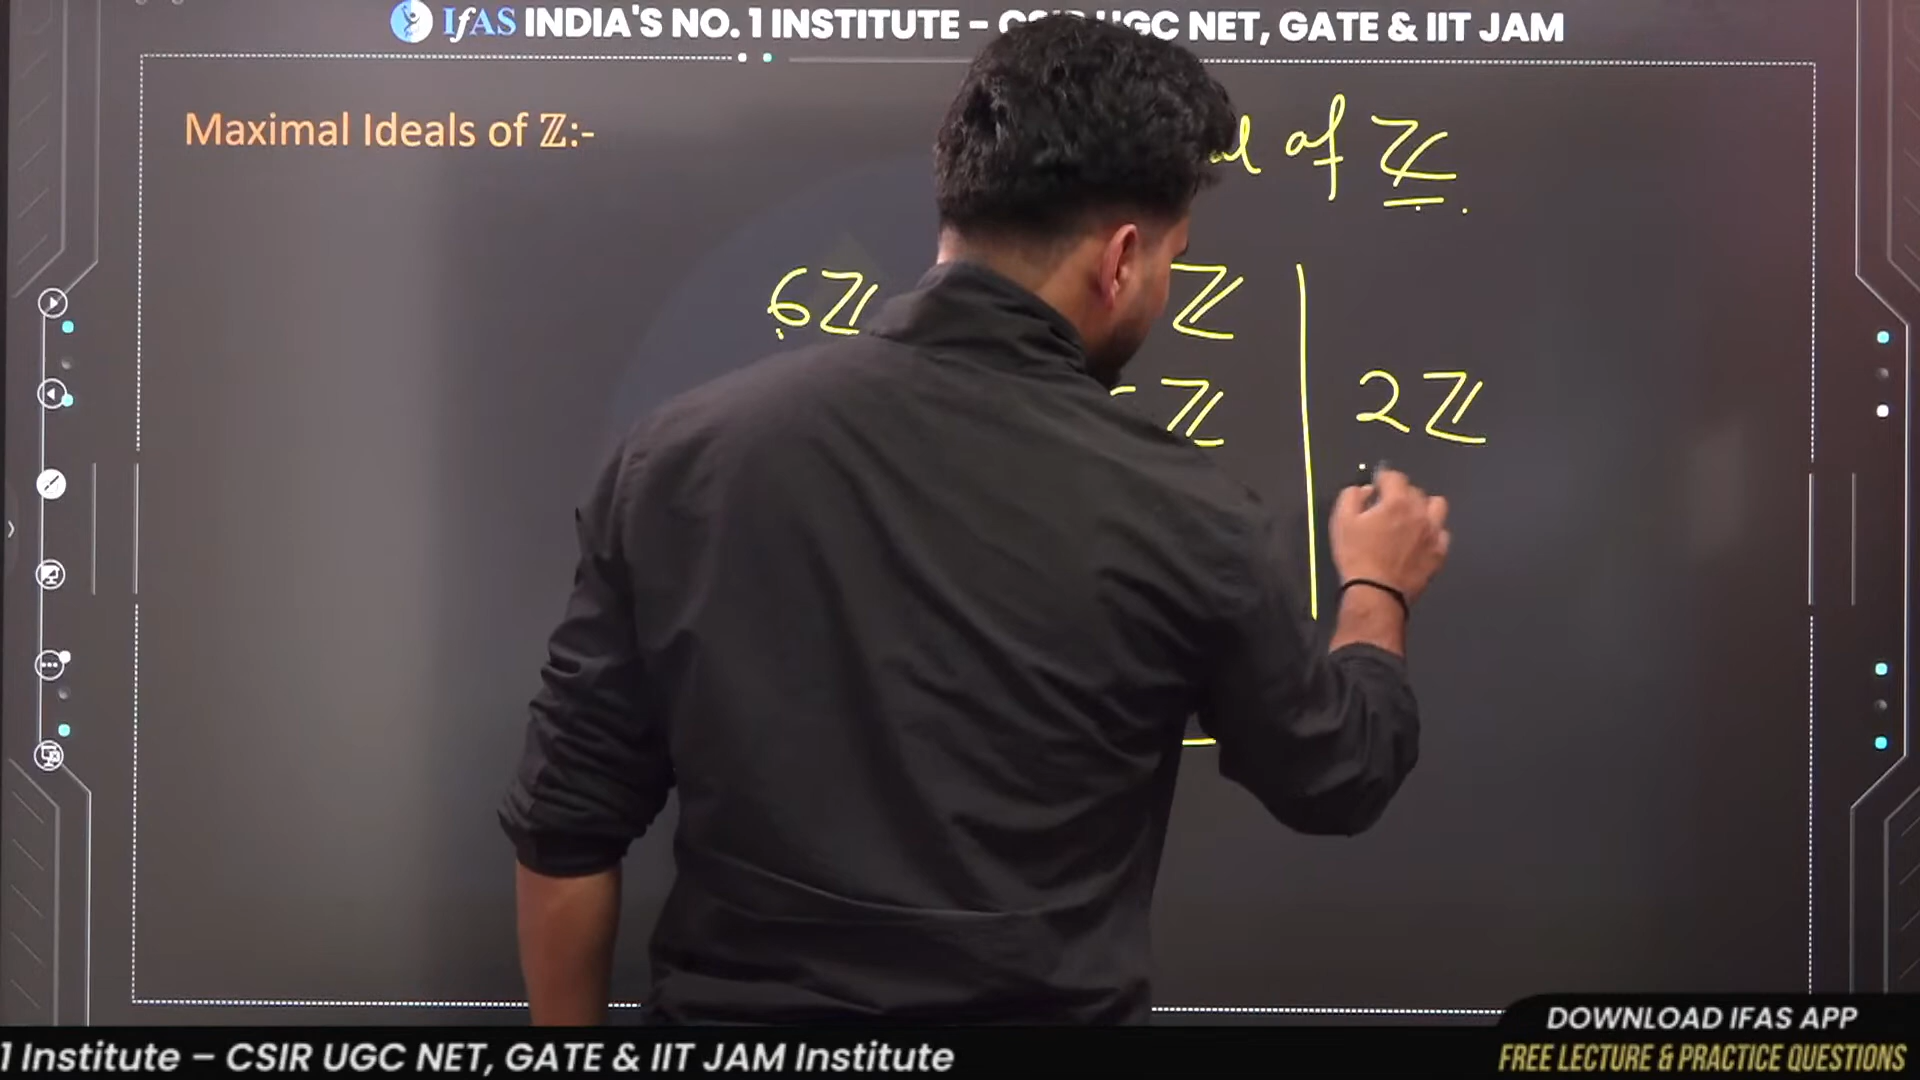 IfAS INDIA'S NO. 1 INSTITUTE – UGC NET, GATE & IIT JAM
Maximal Ideals of ℤ:-
of ℤ
6ℤ ℤ
ℤ 2ℤ
DOWNLOAD IFAS APP
1 Institute – CSIR UGC NET, GATE & IIT JAM Institute
FREE LECTURE & PRACTICE QUESTIONS